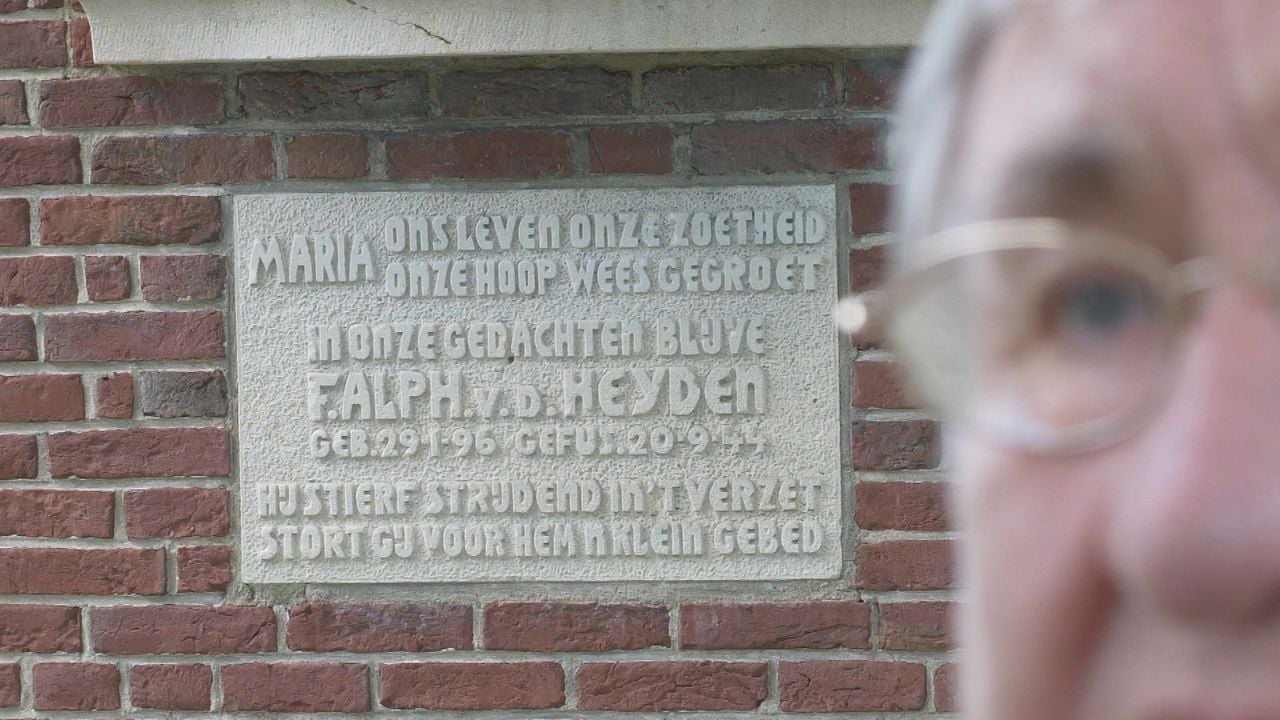 MARIA ONS LEVEN ONZE ZOETHEID
ONZE HOOP WEES GEGROET
IN ONZE GEDACHTEN BLIJVE
F. ALPH. v. D. HEYDEN
GEB. 29-1-96 GEFUS. 20-9-44
HIJ STIERF STRIJDEND IN 'T VERZET
STORT GIJ VOOR HEM N KLEIN GEBED